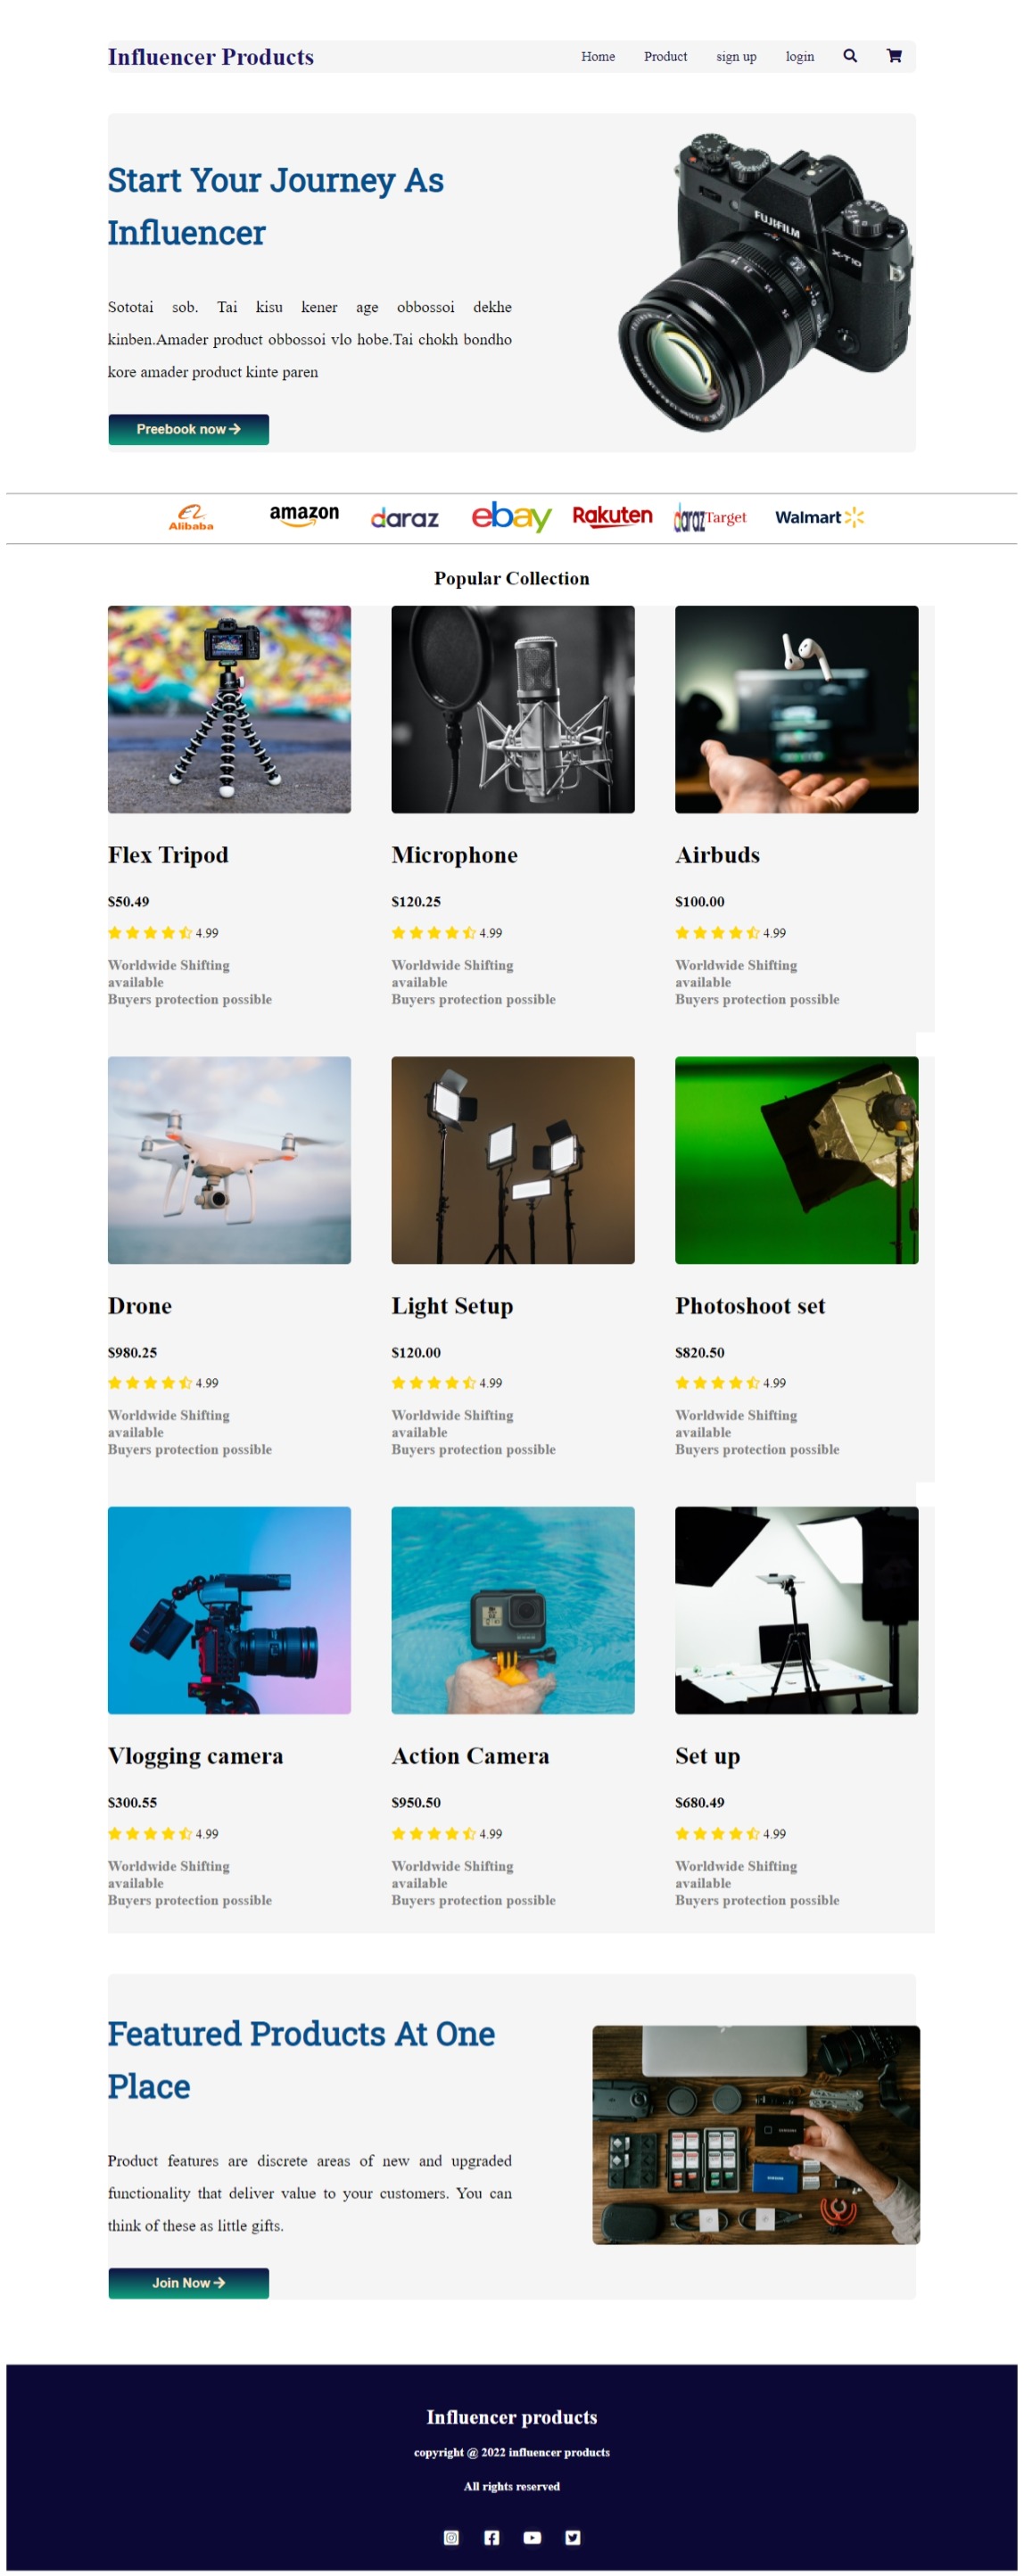 Influencer Products
Home Product sign up login
Start Your Journey As
Influencer
FUJIFILM
X-T10
Sototai sob. Tai kisu kener age obbossoi dekhe
kinben.Amader product obbossoi vlo hobe.Tai chokh bondho
kore amader product kinte paren
Preebook now
Alibaba amazon daraz ebay Rakuten daraz Target Walmart
Popular Collection
Flex Tripod Microphone Airbuds
$50.49 $120.25 $100.00
4.99 4.99 4.99
Worldwide Shifting Worldwide Shifting Worldwide Shifting
available available available
Buyers protection possible Buyers protection possible Buyers protection possible
Drone Light Setup Photoshoot set
$980.25 $120.00 $820.50
4.99 4.99 4.99
Worldwide Shifting Worldwide Shifting Worldwide Shifting
available available available
Buyers protection possible Buyers protection possible Buyers protection possible
Vlogging camera Action Camera Set up
$300.55 $950.50 $680.49
4.99 4.99 4.99
Worldwide Shifting Worldwide Shifting Worldwide Shifting
available available available
Buyers protection possible Buyers protection possible Buyers protection possible
Featured Products At One
Place
Product features are discrete areas of new and upgraded
functionality that deliver value to your customers. You can
think of these as little gifts.
SAMSUNG
SAMSUNG
Join Now
Influencer products
copyright @ 2022 influencer products
All rights reserved